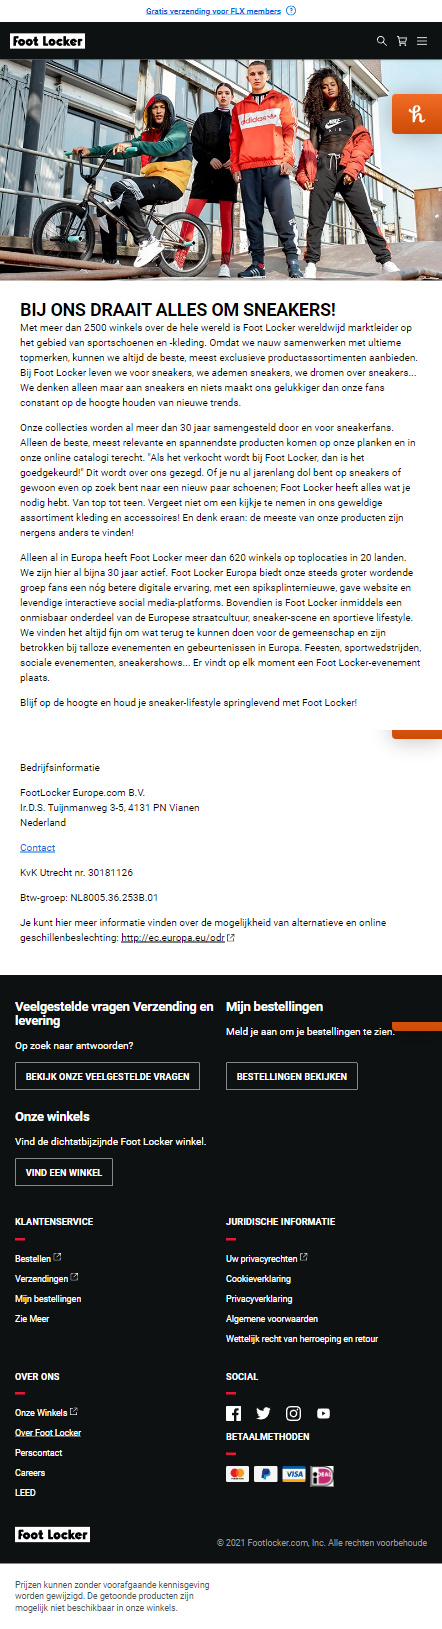 Gratis verzending voor FLX members
Foot Locker
adidas
NIKE
AIR
h
BIJ ONS DRAAIT ALLES OM SNEAKERS!
Met meer dan 2500 winkels over de hele wereld is Foot Locker wereldwijd marktleider op
het gebied van sportschoenen en -kleding. Omdat we nauw samenwerken met ultieme
topmerken, kunnen we altijd de beste, meest exclusieve productassortimenten aanbieden.
Bij Foot Locker leven we voor sneakers, we ademen sneakers, we dromen over sneakers...
We denken alleen maar aan sneakers en niets maakt ons gelukkiger dan onze fans
constant op de hoogte houden van nieuwe trends.
Onze collecties worden al meer dan 30 jaar samengesteld door en voor sneakerfans.
Alleen de beste, meest relevante en spannendste producten komen op onze planken en in
onze online catalogi terecht. "Als het verkocht wordt bij Foot Locker, dan is het
goedgekeurd!" Dit wordt over ons gezegd. Of je nu al jarenlang dol bent op sneakers of
gewoon even op zoek bent naar een nieuw paar schoenen; Foot Locker heeft alles wat je
nodig hebt. Van top tot teen. Vergeet niet om een kijkje te nemen in ons geweldige
assortiment kleding en accessoires! En denk eraan: de meeste van onze producten zijn
nergens anders te vinden!
Alleen al in Europa heeft Foot Locker meer dan 620 winkels op toplocaties in 20 landen.
We zijn hier al bijna 30 jaar actief. Foot Locker Europa biedt onze steeds groter wordende
groep fans een nóg betere digitale ervaring, met een spiksplinternieuwe, gave website en
levendige interactieve social media-platforms. Bovendien is Foot Locker inmiddels een
onmisbaar onderdeel van de Europese straatcultuur, sneaker-scene en sportieve lifestyle.
We vinden het altijd fijn om wat terug te kunnen doen voor de gemeenschap en zijn
betrokken bij talloze evenementen en gebeurtenissen in Europa. Feesten, sportwedstrijden,
sociale evenementen, sneakershows... Er vindt op elk moment een Foot Locker-evenement
plaats.
Blijf op de hoogte en houd je sneaker-lifestyle springlevend met Foot Locker!
Bedrijfsinformatie
FootLocker Europe.com B.V.
Ir.D.S. Tuijnmanweg 3-5, 4131 PN Vianen
Nederland
Contact
KvK Utrecht nr. 30181126
Btw-groep: NL8005.36.253B.01
Je kunt hier meer informatie vinden over de mogelijkheid van alternatieve en online
geschillenbeslechting: http://ec.europa.eu/odr
Veelgestelde vragen Verzending en
levering
Op zoek naar antwoorden?
BEKIJK ONZE VEELGESTELDE VRAGEN
Mijn bestellingen
Meld je aan om je bestellingen te zien.
BESTELLINGEN BEKIJKEN
Onze winkels
Vind de dichtstbijzijnde Foot Locker winkel.
VIND EEN WINKEL
KLANTENSERVICE
Bestellen
Verzendingen
Mijn bestellingen
Zie Meer
JURIDISCHE INFORMATIE
Uw privacyrechten
Cookieverklaring
Privacyverklaring
Algemene voorwaarden
Wettelijk recht van herroeping en retour
OVER ONS
Onze Winkels
Over Foot Locker
Perscontact
Careers
LEED
SOCIAL
BETAALMETHODEN
VISA
iDEAL
Foot Locker
© 2021 Footlocker.com, Inc. Alle rechten voorbehoude
Prijzen kunnen zonder voorafgaande kennisgeving
worden gewijzigd. De getoonde producten zijn
mogelijk niet beschikbaar in onze winkels.